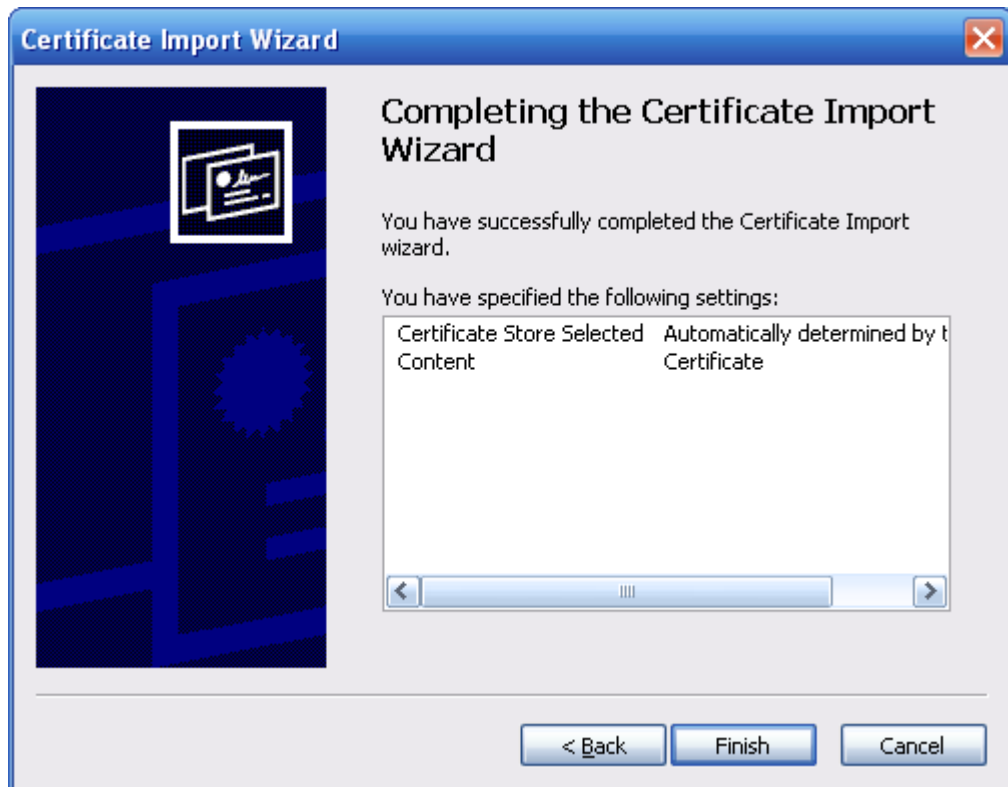 Certificate Import Wizard
Completing the Certificate Import
Wizard
You have successfully completed the Certificate Import
wizard.
You have specified the following settings:
Certificate Store Selected Automatically determined by t
Content Certificate
< Back Finish Cancel